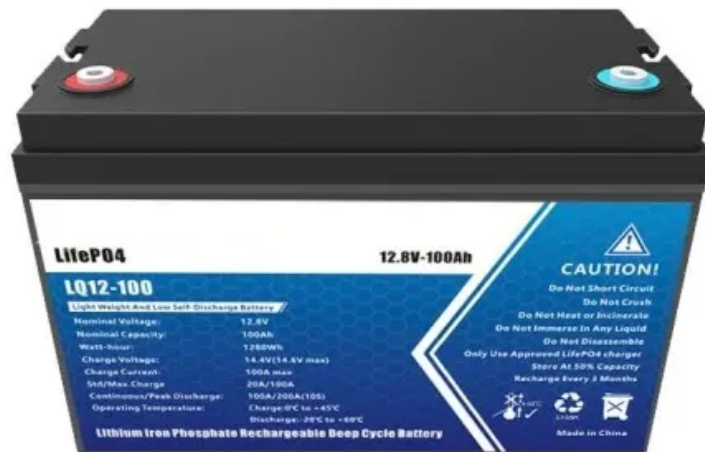 LifePO4
12.8V-100Ah
LQ12-100
Light Weight And Low Self-Discharge Battery
Nominal Voltage: 12.8V
Nominal Capacity: 100Ah
Watt-hour: 1280Wh
Charge Voltage: 14.4V(14.6V max)
Charge Current: 100A max
Std/Max.Charge 20A/100A
Continuous/Peak Discharge: 100A/200A(10S)
Operating Temperature: Charge:0℃ to +45℃
Discharge:-20℃ to +60℃
Lithium Iron Phosphate Rechargeable Deep Cycle Battery
CAUTION!
Do Not Short Circuit
Do Not Crush
Do Not Heat or Incinerate
Do Not Immerse In Any Liquid
Do Not Disassemble
Only Use Approved LifePO4 charger
Store At 50% Capacity
Recharge Every 3 Months
Li-ion
Made in China